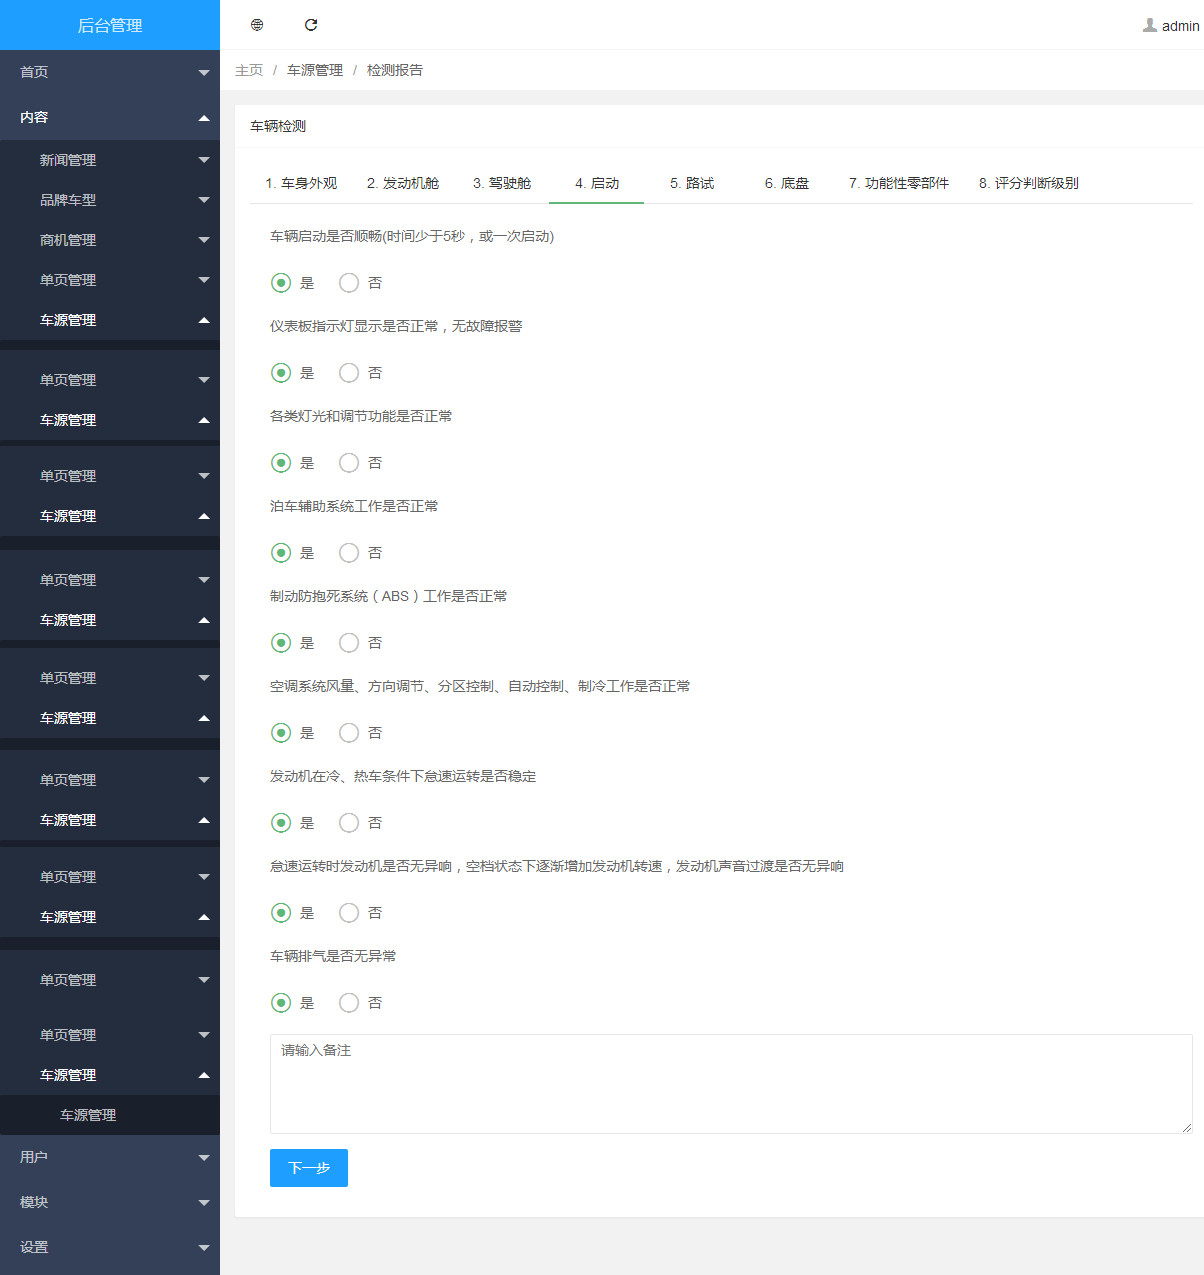 后台管理
admin
首页
主页 / 车源管理 / 检测报告
内容
车辆检测
新闻管理
品牌车型
商机管理
单页管理
车源管理
单页管理
车源管理
单页管理
车源管理
单页管理
车源管理
单页管理
车源管理
单页管理
车源管理
单页管理
车源管理
单页管理
单页管理
车源管理
车源管理
用户
模块
设置
1. 车身外观 2. 发动机舱 3. 驾驶舱 4. 启动 5. 路试 6. 底盘 7. 功能性零部件 8. 评分判断级别
车辆启动是否顺畅(时间少于5秒，或一次启动)
是 否
仪表板指示灯显示是否正常，无故障报警
是 否
各类灯光和调节功能是否正常
是 否
泊车辅助系统工作是否正常
是 否
制动防抱死系统（ABS）工作是否正常
是 否
空调系统风量、方向调节、分区控制、自动控制、制冷工作是否正常
是 否
发动机在冷、热车条件下怠速运转是否稳定
是 否
怠速运转时发动机是否无异响，空档状态下逐渐增加发动机转速，发动机声音过渡是否无异响
是 否
车辆排气是否无异常
是 否
请输入备注
下一步